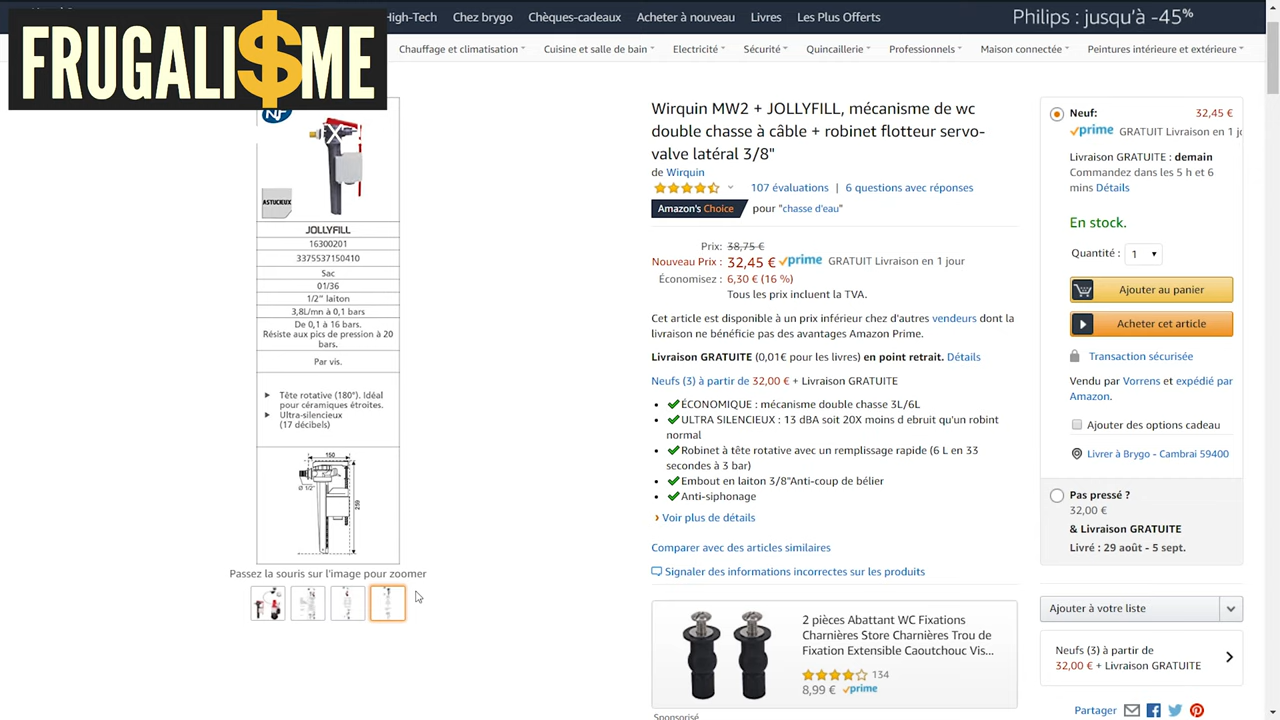 High-Tech Chez brygo Chèques-cadeaux Acheter à nouveau Livres Les Plus Offerts
Philips : jusqu'à -45%
FRUGALI$ME
Chauffage et climatisation Cuisine et salle de bain Electricité Sécurité Quincaillerie Professionnels Maison connectée Peintures intérieure et extérieure
NF
ASTUCIEUX
JOLLYFILL
16300201
3375537150410
Sac
01/36
1/2" laiton
3,8L/mn à 0,1 bars
De 0,1 à 16 bars.
Résiste aux pics de pression à 20
bars.
Par vis.
Tête rotative (180°). Idéal
pour céramiques étroites.
Ultra-silencieux
(17 décibels)
150
Ø 1/2"
Passez la souris sur l'image pour zoomer
Wirquin MW2 + JOLLYFILL, mécanisme de wc
double chasse à câble + robinet flotteur servo-
valve latéral 3/8"
de Wirquin
107 évaluations | 6 questions avec réponses
Amazon's Choice pour "chasse d'eau"
Prix: 38,75 €
Nouveau Prix : 32,45 € prime GRATUIT Livraison en 1 jour
Économisez : 6,30 € (16 %)
Tous les prix incluent la TVA.
Cet article est disponible à un prix inférieur chez d'autres vendeurs dont la
livraison ne bénéficie pas des avantages Amazon Prime.
Livraison GRATUITE (0,01€ pour les livres) en point retrait. Détails
Neufs (3) à partir de 32,00 € + Livraison GRATUITE
ÉCONOMIQUE : mécanisme double chasse 3L/6L
ULTRA SILENCIEUX : 13 dBA soit 20X moins d ebruit qu'un robint
normal
Robinet à tête rotative avec un remplissage rapide (6 L en 33
secondes à 3 bar)
Embout en laiton 3/8"Anti-coup de bélier
Anti-siphonage
Voir plus de détails
Comparer avec des articles similaires
Signaler des informations incorrectes sur les produits
2 pièces Abattant WC Fixations
Charnières Store Charnières Trou de
Fixation Extensible Caoutchouc Vis...
134
8,99 € prime
Sponsorisé
Neuf: 32,45 €
prime GRATUIT Livraison en 1 jo
Livraison GRATUITE : demain
Commandez dans les 5 h et 6
mins Détails
En stock.
Quantité : 1
Ajouter au panier
Acheter cet article
Transaction sécurisée
Vendu par Vorrens et expédié par
Amazon.
Ajouter des options cadeau
Livrer à Brygo - Cambrai 59400
Pas pressé ?
32,00 €
& Livraison GRATUITE
Livré : 29 août - 5 sept.
Ajouter à votre liste
Neufs (3) à partir de
32,00 € + Livraison GRATUITE
Partager